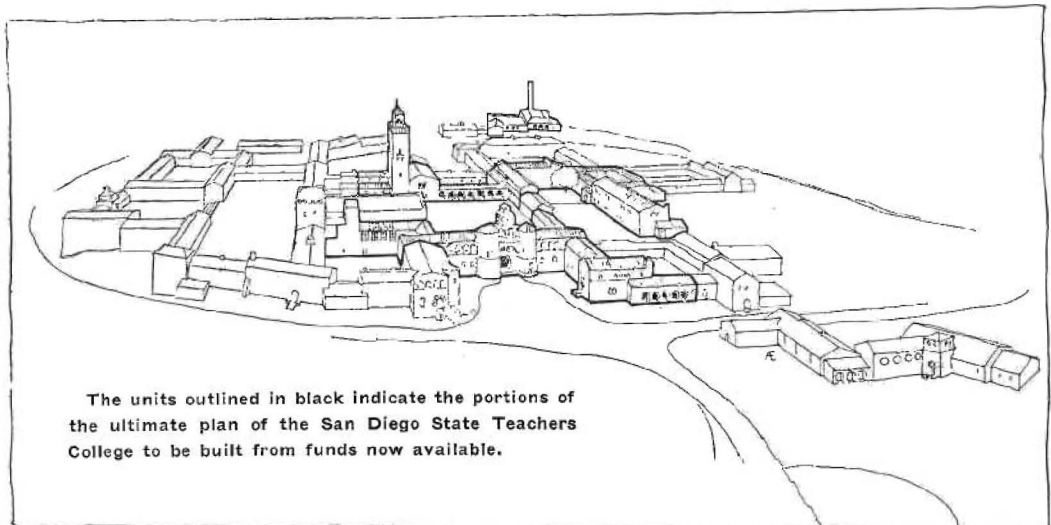 Æ
The units outlined in black indicate the portions of
the ultimate plan of the San Diego State Teachers
College to be built from funds now available.